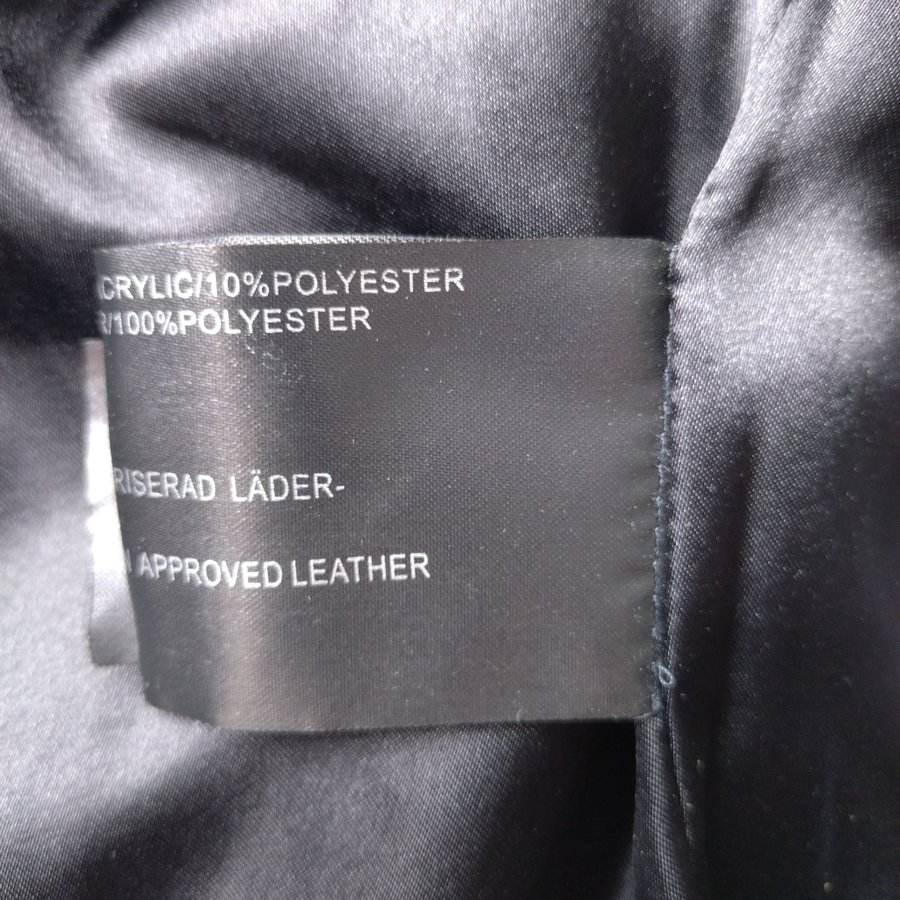 CRYLIC/10%POLYESTER
R/100%POLYESTER
RISERAD LÄDER-
APPROVED LEATHER